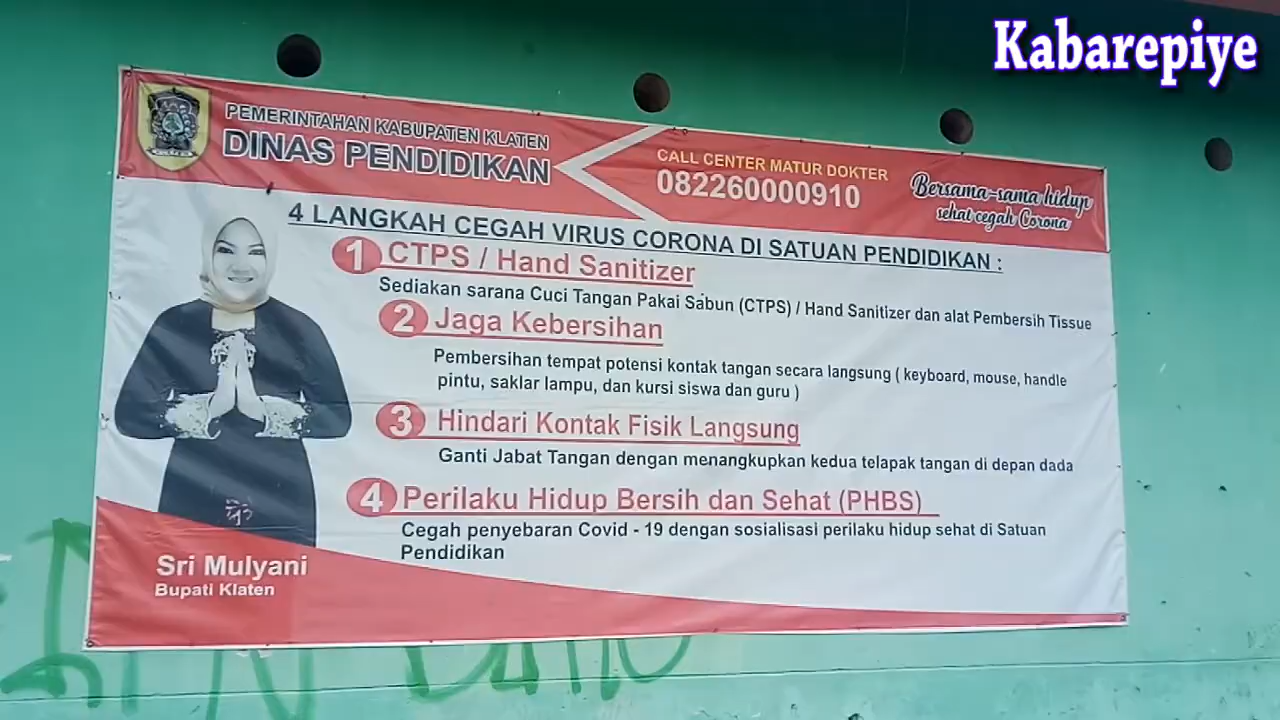 Kabarepiye
PEMERINTAHAN KABUPATEN KLATEN
DINAS PENDIDIKAN
CALL CENTER MATUR DOKTER
082260000910
Bersama-sama hidup
sehat cegah Corona
4 LANGKAH CEGAH VIRUS CORONA DI SATUAN PENDIDIKAN :
1 CTPS / Hand Sanitizer
Sediakan sarana Cuci Tangan Pakai Sabun (CTPS) / Hand Sanitizer dan alat Pembersih Tissue
2 Jaga Kebersihan
Pembersihan tempat potensi kontak tangan secara langsung ( keyboard, mouse, handle
pintu, saklar lampu, dan kursi siswa dan guru )
3 Hindari Kontak Fisik Langsung
Ganti Jabat Tangan dengan menangkupkan kedua telapak tangan di depan dada
4 Perilaku Hidup Bersih dan Sehat (PHBS)
Cegah penyebaran Covid - 19 dengan sosialisasi perilaku hidup sehat di Satuan
Pendidikan
Sri Mulyani
Bupati Klaten